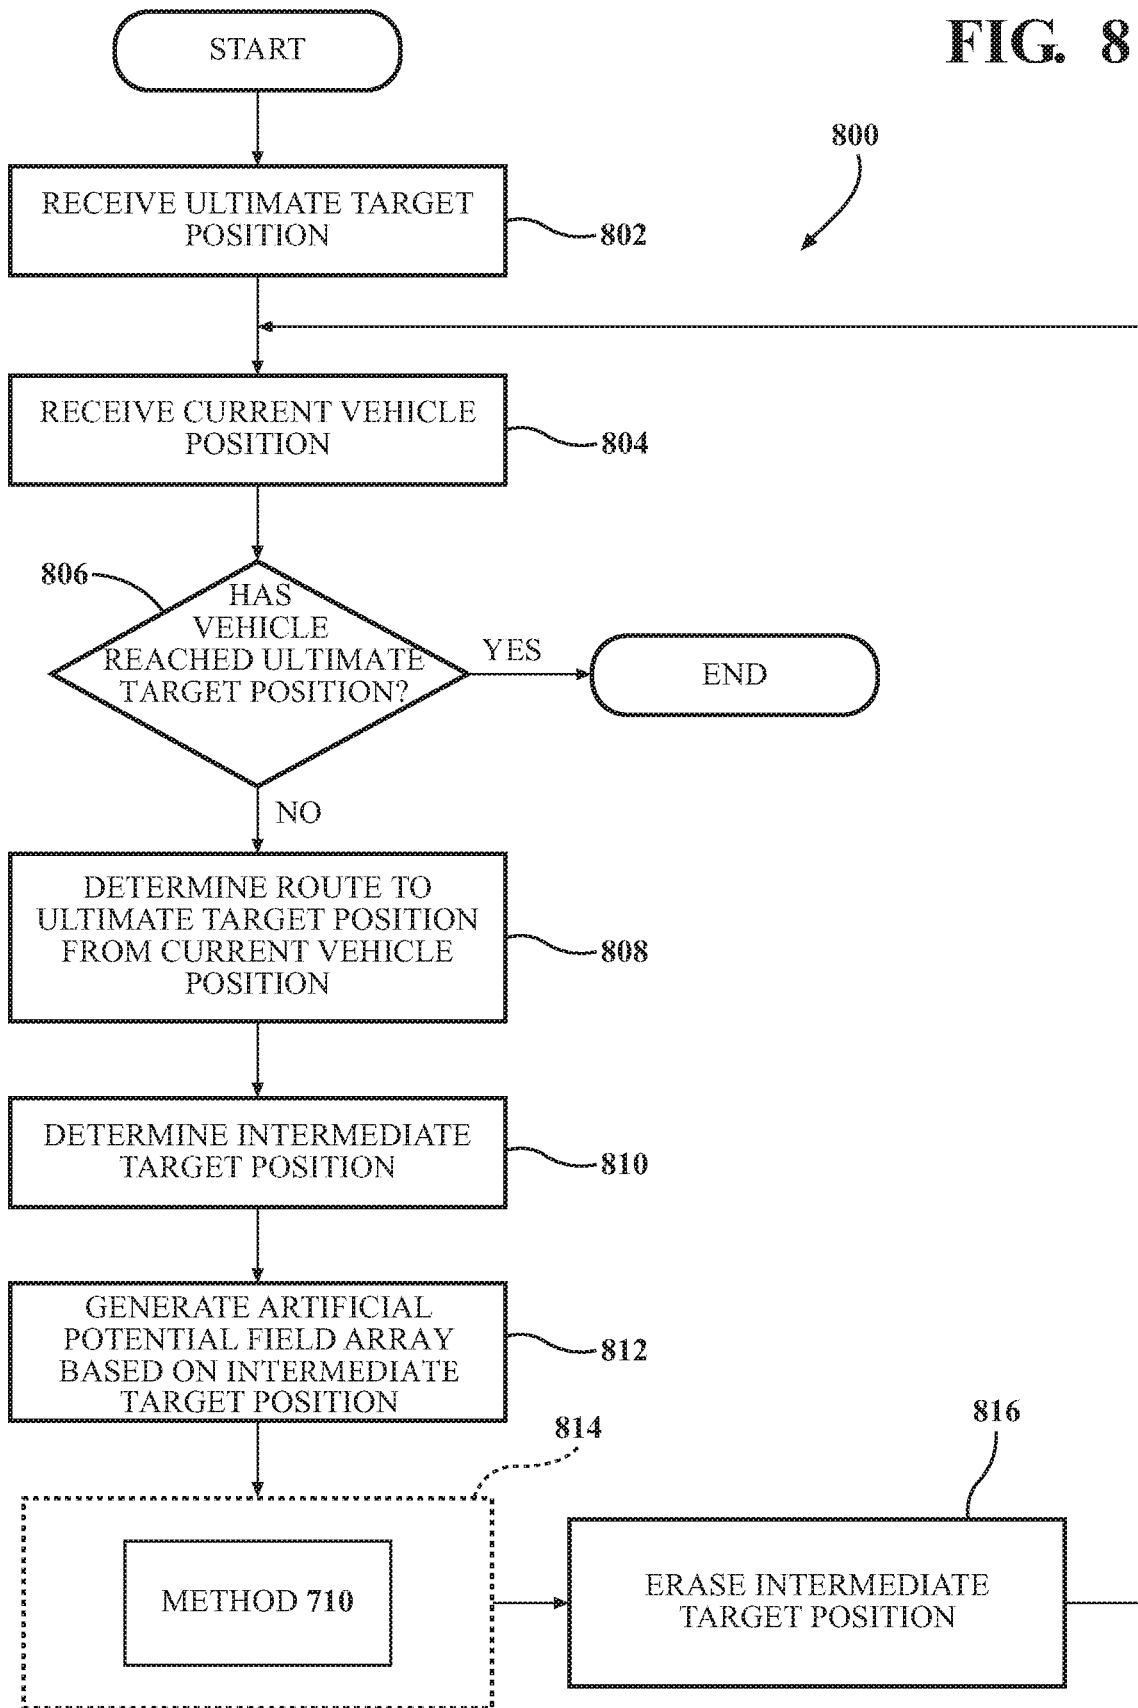 START
FIG. 8
800
RECEIVE ULTIMATE TARGET
POSITION
802
RECEIVE CURRENT VEHICLE
POSITION
804
806
HAS
VEHICLE
REACHED ULTIMATE
TARGET POSITION?
YES
END
NO
DETERMINE ROUTE TO
ULTIMATE TARGET POSITION
FROM CURRENT VEHICLE
POSITION
808
DETERMINE INTERMEDIATE
TARGET POSITION
810
GENERATE ARTIFICIAL
POTENTIAL FIELD ARRAY
BASED ON INTERMEDIATE
TARGET POSITION
812
814
METHOD 710
816
ERASE INTERMEDIATE
TARGET POSITION